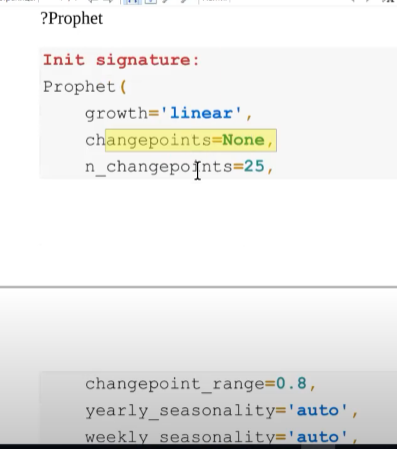 ?Prophet
Init signature:
Prophet(
growth='linear',
changepoints=None,
n_changepoints=25,
changepoint_range=0.8,
yearly_seasonality='auto',
weekly_seasonality='auto',